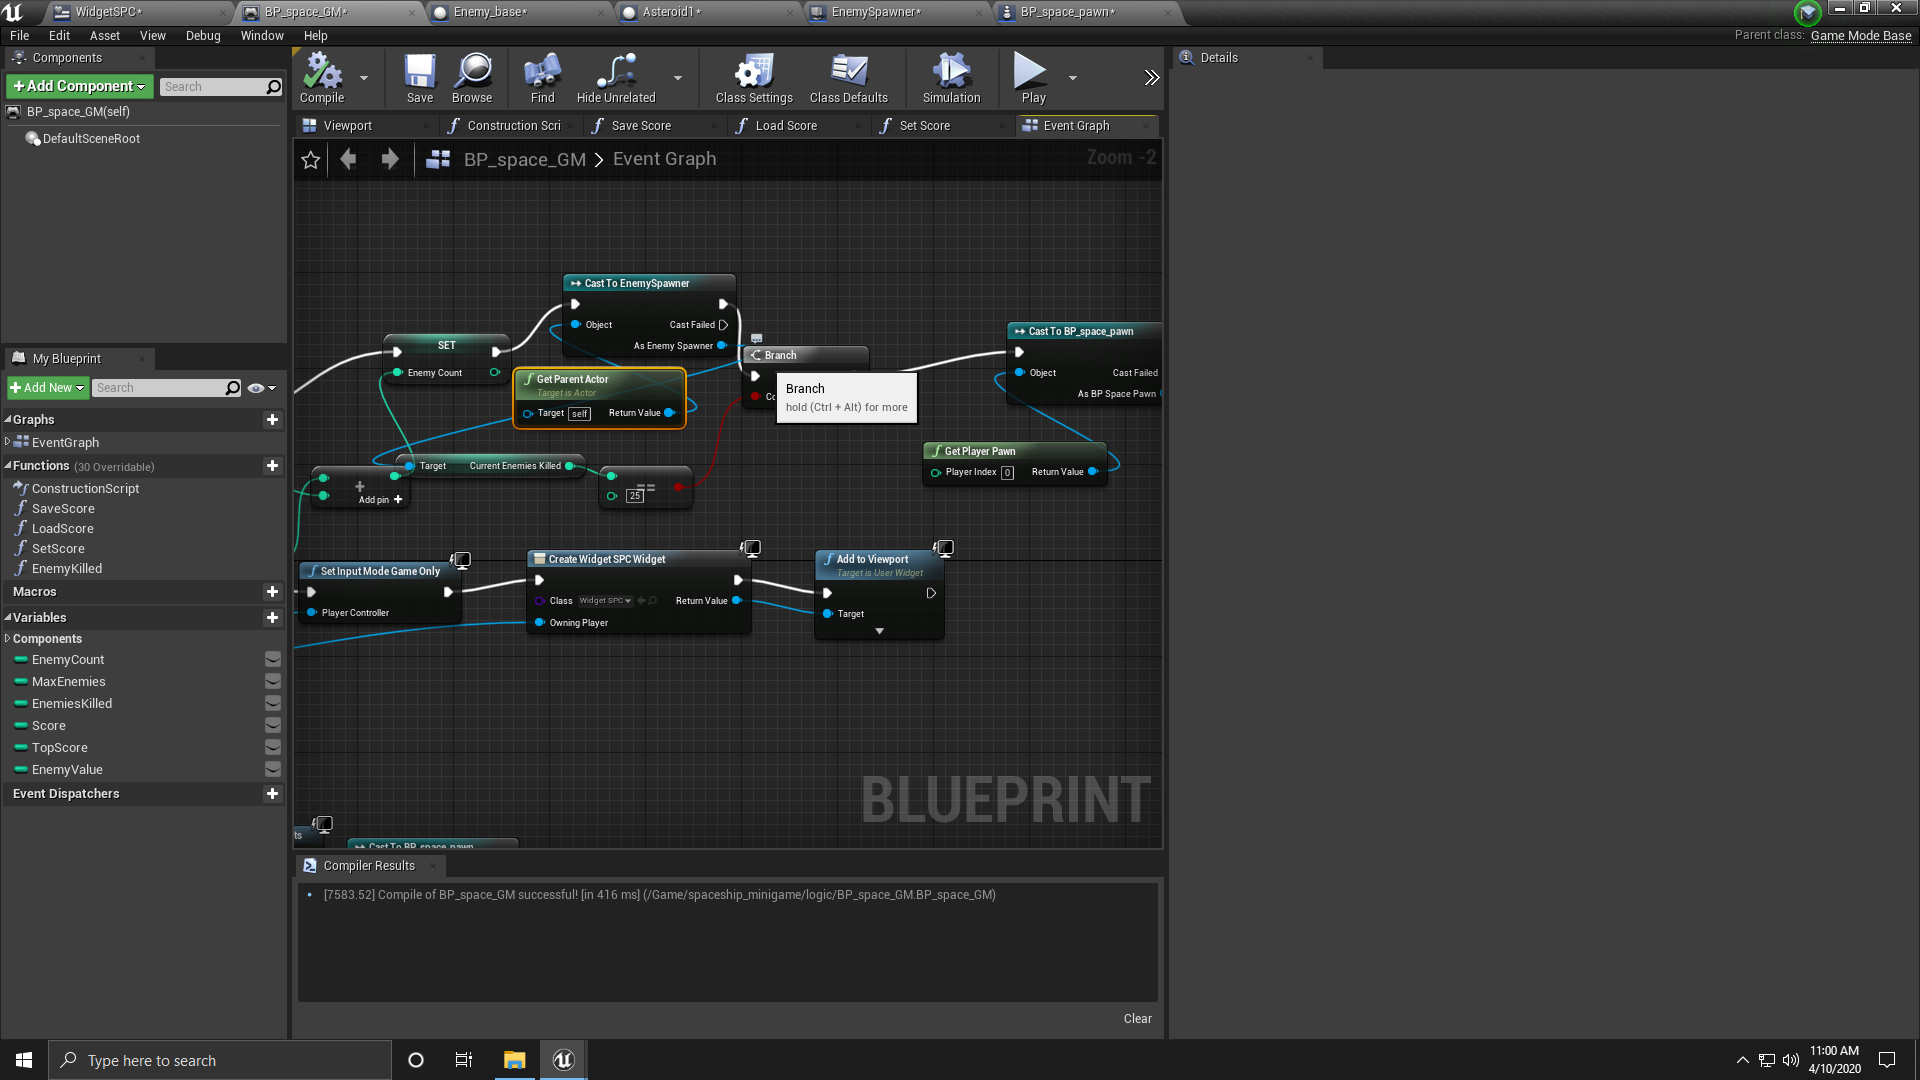 WidgetSPC*
BP_space_GM*
Enemy_base*
Asteroid1*
EnemySpawner*
BP_space_pawn*
File Edit Asset View Debug Window Help
Parent class: Game Mode Base
Components
+Add Component
Search
BP_space_GM(self)
DefaultSceneRoot
Compile
Save
Browse
Find
Hide Unrelated
Class Settings
Class Defaults
Simulation
Play
Details
Viewport
Construction Scri
Save Score
Load Score
Set Score
Event Graph
BP_space_GM > Event Graph
Zoom -2
Cast To EnemySpawner
Object
Cast Failed
As Enemy Spawner
SET
Enemy Count
Get Parent Actor
Target is Actor
Target self
Return Value
Branch
Co
Branch
hold (Ctrl + Alt) for more
Cast To BP_space_pawn
Object
Cast Failed
As BP Space Pawn
Get Player Pawn
Player Index 0
Return Value
Target
Current Enemies Killed
+
Add pin +
==
25
Set Input Mode Game Only
Player Controller
Create Widget SPC Widget
Class Widget SPC
Return Value
Owning Player
Add to Viewport
Target is User Widget
Target
ts
Cast To BP_space_pawn
BLUEPRINT
My Blueprint
+Add New
Search
Graphs
EventGraph
Functions (30 Overridable)
ConstructionScript
SaveScore
LoadScore
SetScore
EnemyKilled
Macros
Variables
Components
EnemyCount
MaxEnemies
EnemiesKilled
Score
TopScore
EnemyValue
Event Dispatchers
Compiler Results
[7583.52] Compile of BP_space_GM successful! [in 416 ms] (/Game/spaceship_minigame/logic/BP_space_GM.BP_space_GM)
Clear
Type here to search
11:00 AM
4/10/2020